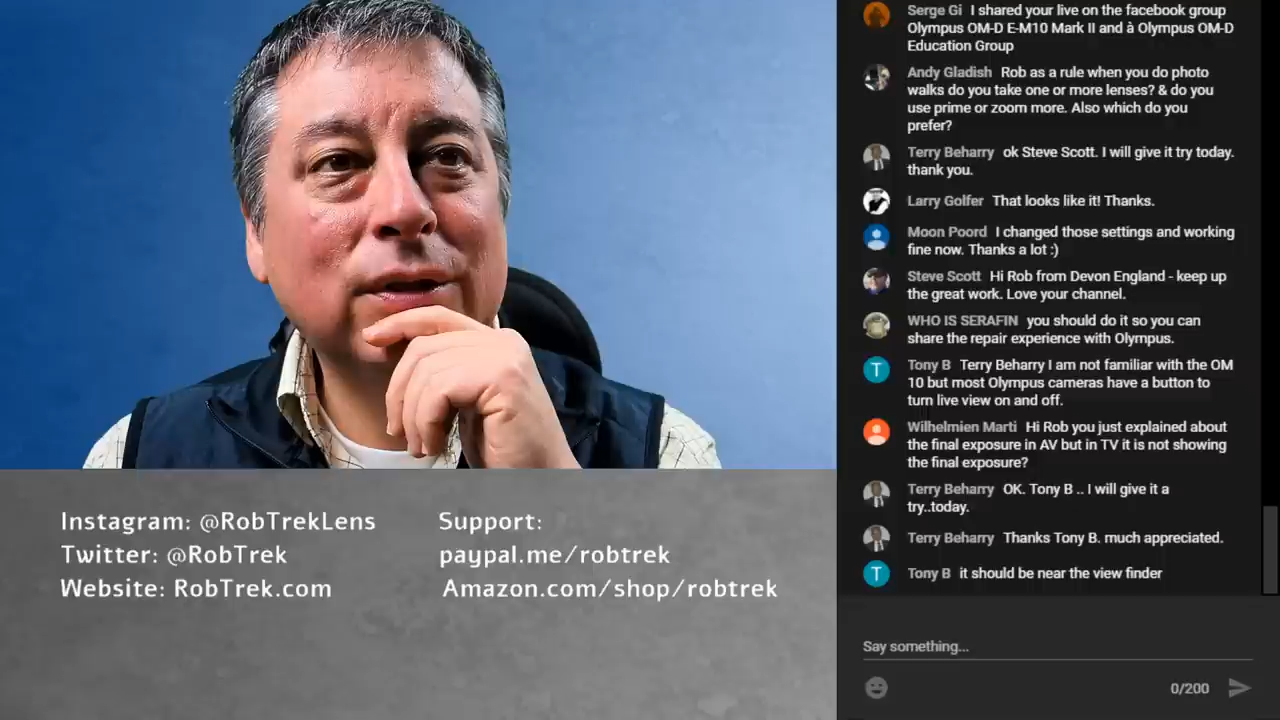 Instagram: @RobTrekLens
Twitter: @RobTrek
Website: RobTrek.com
Support:
paypal.me/robtrek
Amazon.com/shop/robtrek
Serge Gi I shared your live on the facebook group
Olympus OM-D E-M10 Mark II and à Olympus OM-D
Education Group
Andy Gladish Rob as a rule when you do photo
walks do you take one or more lenses? & do you
use prime or zoom more. Also which do you
prefer?
Terry Beharry ok Steve Scott. I will give it try today.
thank you.
Larry Golfer That looks like it! Thanks.
Moon Poord I changed those settings and working
fine now. Thanks a lot :)
Steve Scott Hi Rob from Devon England - keep up
the great work. Love your channel.
WHO IS SERAFIN you should do it so you can
share the repair experience with Olympus.
T
Tony B Terry Beharry I am not familiar with the OM
10 but most Olympus cameras have a button to
turn live view on and off.
Wilhelmien Marti Hi Rob you just explained about
the final exposure in AV but in TV it is not showing
the final exposure?
Terry Beharry OK. Tony B .. I will give it a
try..today.
Terry Beharry Thanks Tony B. much appreciated.
T
Tony B it should be near the view finder
Say something...
0/200